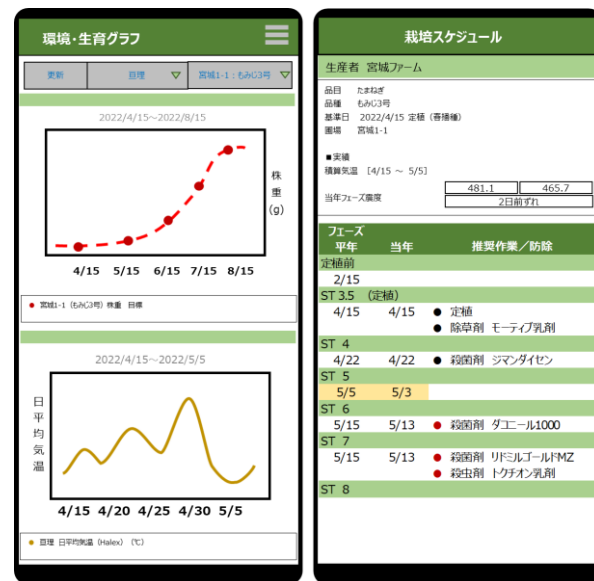 環境・生育グラフ
更新
亘理
宮城1-1：もみじ3号
2022/4/15～2022/8/15
株重(g)
4/15 5/15 6/15 7/15 8/15
宮城1-1 (もみじ3号) 株重 目標
2022/4/15～2022/5/5
日平均気温
4/15 4/20 4/25 4/30 5/5
亘理 日平均気温 (Halex) (℃)
栽培スケジュール
生産者 宮城ファーム
品目 たまねぎ
品種 もみじ3号
基準日 2022/4/15 定植 (春播種)
圃場 宮城1-1
■実績
積算気温 [4/15 ～ 5/5]
481.1 465.7
当年フェーズ震度
2日前ずれ
フェーズ
平年 当年 推奨作業／防除
定植前
2/15
ST 3.5 (定植)
4/15 4/15 ● 定植
● 除草剤 モーティブ乳剤
ST 4
4/22 4/22 ● 殺菌剤 ジマンダイセン
ST 5
5/5 5/3
ST 6
5/15 5/13 ● 殺菌剤 ダコニール1000
ST 7
5/15 5/13 ● 殺菌剤 リドミルゴールドMZ
● 殺虫剤 トクチオン乳剤
ST 8